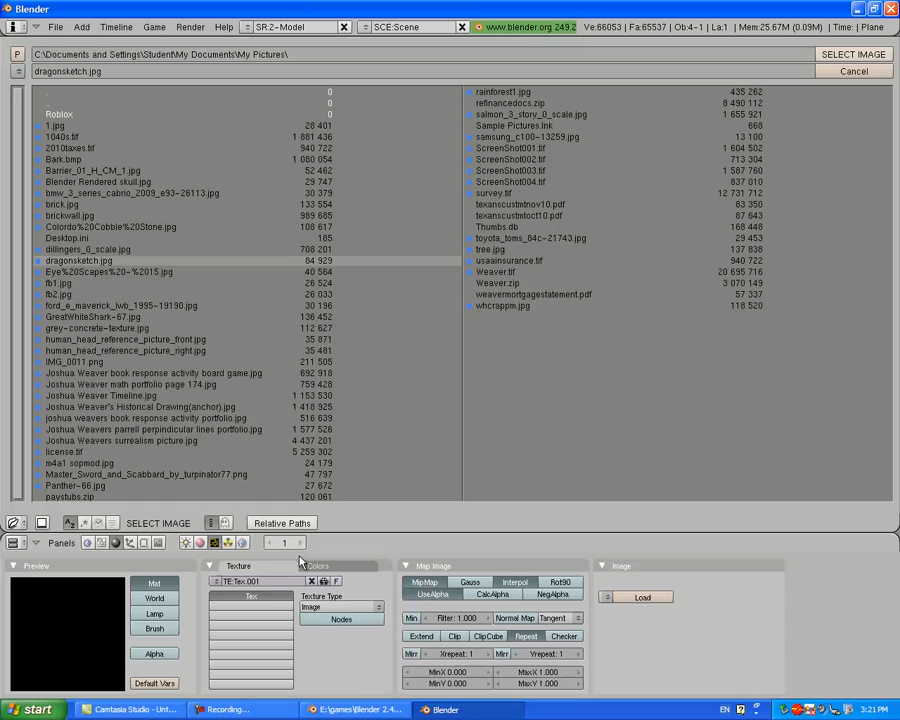 Blender
File Add Timeline Game Render Help SR:2-Model SCE:Scene www.blender.org 249.2 Ve:66053 | Fa:65537 | Ob:4-1 | La:1 | Mem:25.67M (0.09M) | Time: | Plane
P C:\Documents and Settings\Student\My Documents\My Pictures\ SELECT IMAGE
dragonsketch.jpg Cancel
. 0
.. 0
Roblox 0
1.jpg 28 401
1040s.tif 1 881 436
2010taxes.tif 940 722
Bark.bmp 1 080 054
Barrier_01_H_CM_1.jpg 52 462
Blender Rendered skull.jpg 29 747
bmw_3_series_cabrio_2009_e93-26113.jpg 30 379
brick.jpg 133 554
brickwall.jpg 989 685
Colordo%20Cobble%20Stone.jpg 108 617
Desktop.ini 185
dillingers_0_scale.jpg 708 201
dragonsketch.jpg 84 929
Eye%20Scapes%20-%2015.jpg 40 564
fb1.jpg 26 524
fb2.jpg 26 033
ford_e_maverick_lwb_1995-19190.jpg 30 196
GreatWhiteShark-67.jpg 136 452
grey-concrete-texture.jpg 112 627
human_head_reference_picture_front.jpg 35 871
human_head_reference_picture_right.jpg 35 481
IMG_0011.png 211 505
Joshua Weaver book response activity board game.jpg 692 918
Joshua Weaver math portfolio page 174.jpg 759 428
Joshua Weaver Timeline.jpg 1 153 530
Joshua Weaver's Historical Drawing(anchor).jpg 1 418 925
joshua weavers book response activity portfolio.jpg 516 639
Joshua Weavers parrell perpindicular lines portfolio.jpg 1 577 526
Joshua Weavers surrealism picture.jpg 4 437 201
license.tif 5 259 302
m4a1 sopmod.jpg 24 179
Master_Sword_and_Scabbard_by_turpinator77.png 47 797
Panther-66.jpg 27 672
paystubs.zip 120 061
rainforest1.jpg 435 262
refinancedocs.zip 8 490 112
salmon_3_story_0_scale.jpg 1 655 921
Sample Pictures.lnk 668
samsung_c100-13259.jpg 13 100
ScreenShot001.tif 1 604 502
ScreenShot002.tif 713 304
ScreenShot003.tif 1 587 760
ScreenShot004.tif 837 010
survey.tif 12 731 712
texanscustmtnov10.pdf 83 350
texanscustmtoct10.pdf 87 643
Thumbs.db 168 448
toyota_toms_84c-21743.jpg 29 453
tree.jpg 137 838
usaainsurance.tif 940 722
Weaver.tif 20 695 716
Weaver.zip 3 070 149
weavermortgagestatement.pdf 57 337
whcrappm.jpg 118 520
SELECT IMAGE Relative Paths
Panels 1
Preview
Mat
World
Lamp
Brush
Alpha
Default Vars
Texture Colors
TE:Tex.001 F
Tex
Texture Type
Image
Nodes
Map Image
MipMap Gauss Interpol Rot90
UseAlpha CalcAlpha NegAlpha
Min Filter: 1.000 Normal Map Tangent
Extend Clip ClipCube Repeat Checker
Mirr Xrepeat: 1 Mirr Yrepeat: 1
MinX 0.000 MaxX 1.000
MinY 0.000 MaxY 1.000
Image
Load
start Camtasia Studio - Unt... Recording... E:\games\Blender 2.4... Blender EN 3:21 PM